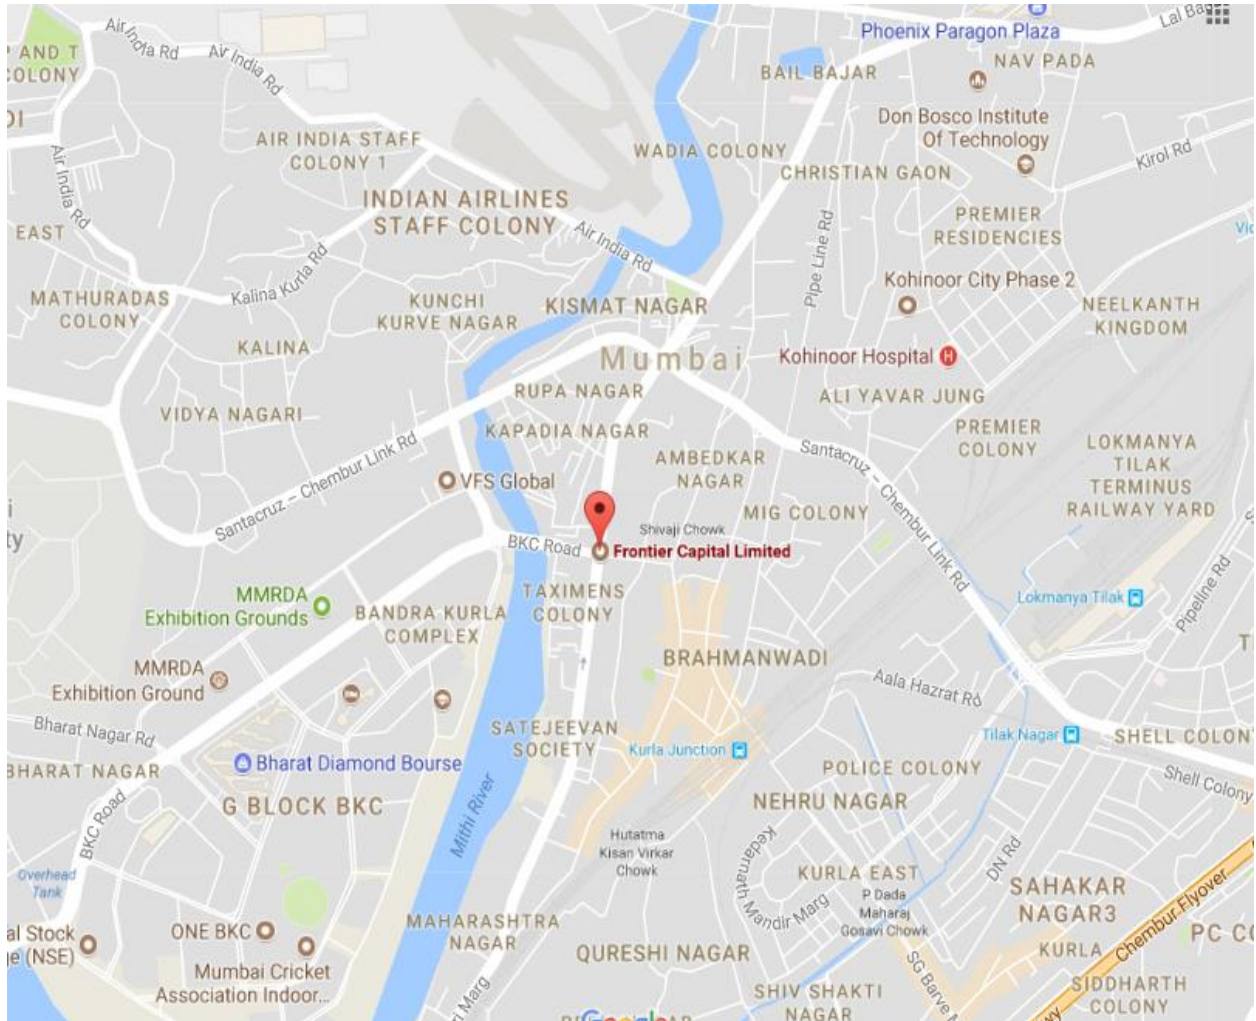 Phoenix Paragon Plaza
Lal Ba
Air India Rd
Air India Rd
P AND T
COLONY
NAV PADA
BAIL BAJAR
Don Bosco Institute
Of Technology
AIR INDIA STAFF
COLONY 1
WADIA COLONY
Kirol Rd
CHRISTIAN GAON
Air India Rd
INDIAN AIRLINES
STAFF COLONY
PREMIER
RESIDENCIES
EAST
Air India Rd
Pipe Line Rd
Kalina Kurla Rd
Kohinoor City Phase 2
MATHURADAS
COLONY
KUNCHI
KURVE NAGAR
KISMAT NAGAR
NEELKANTH
KINGDOM
KALINA
Mumbai
Kohinoor Hospital
H
RUPA NAGAR
ALI YAVAR JUNG
VIDYA NAGARI
KAPADIA NAGAR
PREMIER
COLONY
LOKMANYA
TILAK
TERMINUS
RAILWAY YARD
AMBEDKAR
NAGAR
Santacruz – Chembur Link Rd
Santacruz – Chembur Link Rd
VFS Global
MIG COLONY
Shivaji Chowk
BKC Road
Frontier Capital Limited
Pipeline Rd
MMRDA
Exhibition Grounds
TAXIMENS
COLONY
BANDRA KURLA
COMPLEX
Lokmanya Tilak
MMRDA
Exhibition Ground
BRAHMANWADI
Aala Hazrat Rd
Bharat Nagar Rd
SATEJEEVAN
SOCIETY
Kurla Junction
Tilak Nagar
SHELL COLONY
BHARAT NAGAR
Bharat Diamond Bourse
POLICE COLONY
Shell Colony
G BLOCK BKC
NEHRU NAGAR
BKC Road
Mithi River
Hutatma
Kisan Virkar
Chowk
Kedarnath Mandir Marg
DN Rd
Overhead
Tank
KURLA EAST
P Dada
Maharaj
Gosavi Chowk
SAHAKAR
NAGAR3
Chembur Flyover
MAHARASHTRA
NAGAR
al Stock
e (NSE)
ONE BKC
PC CO
QURESHI NAGAR
KURLA
Mumbai Cricket
Association Indoor...
SG Barve M
SHIV SHAKTI
NAGAR
SIDDHARTH
COLONY
ri Marg
wy
Google